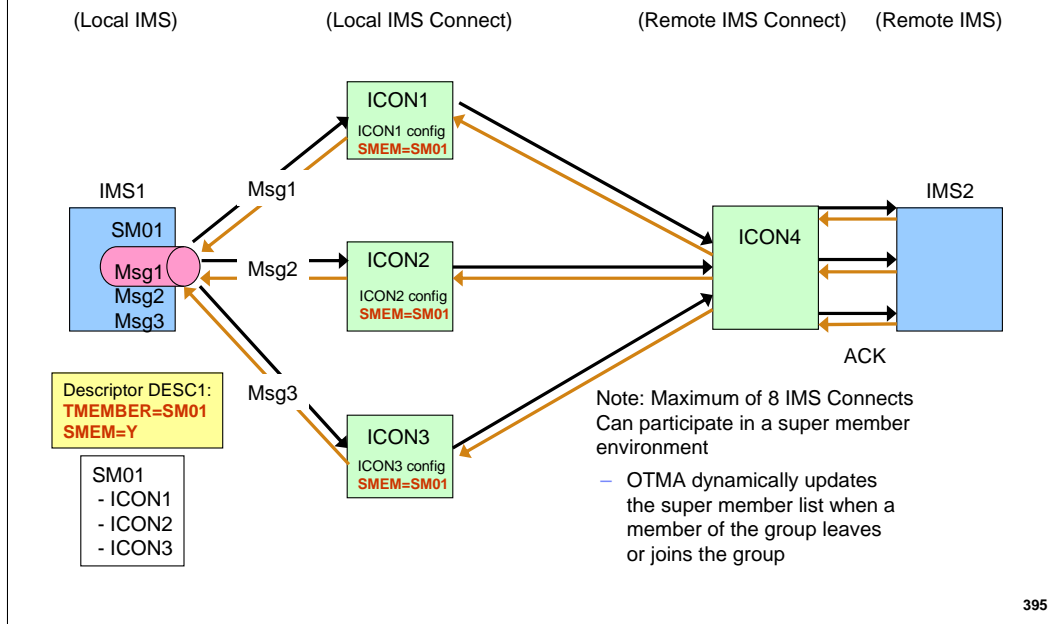 (Local IMS)
(Local IMS Connect)
(Remote IMS Connect)
(Remote IMS)
ICON1
ICON1 config
SMEM=SM01
IMS1
Msg1
IMS2
SM01
ICON4
Msg1
Msg2
Msg3
Msg2
ICON2
ICON2 config
SMEM=SM01
ACK
Descriptor DESC1:
TMEMBER=SM01
SMEM=Y
Msg3
ICON3
ICON3 config
SMEM=SM01
SM01
- ICON1
- ICON2
- ICON3
Note: Maximum of 8 IMS Connects
Can participate in a super member
environment
– OTMA dynamically updates
the super member list when a
member of the group leaves
or joins the group
395